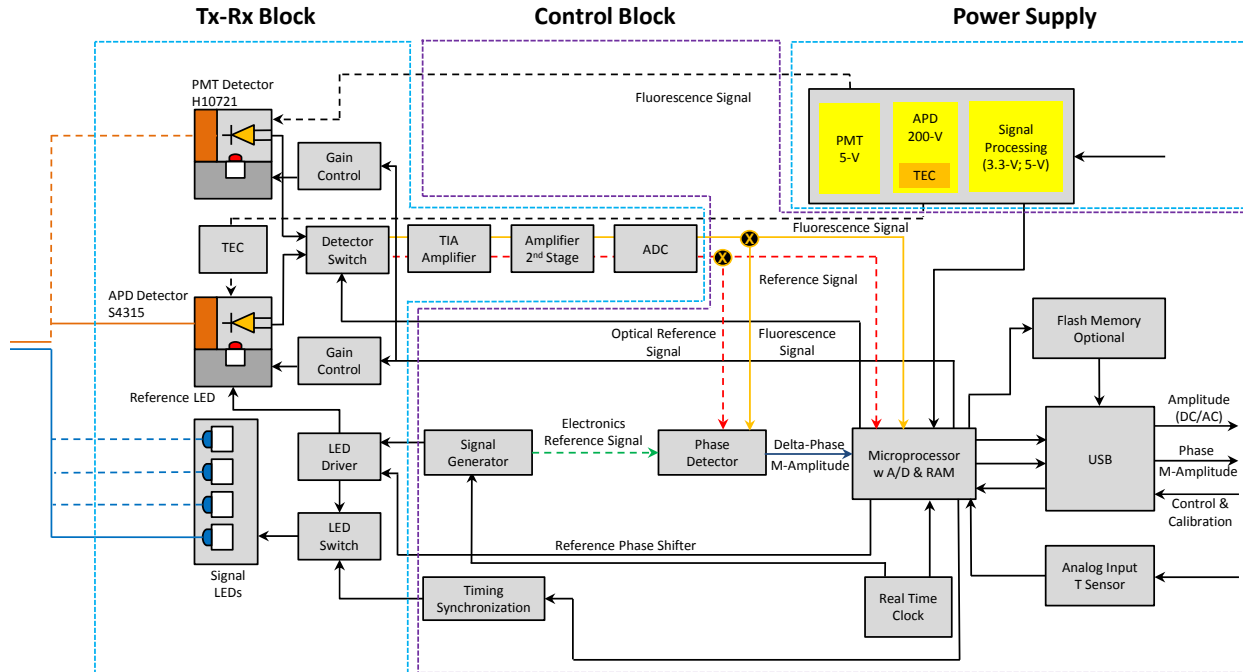 Tx-Rx Block
Control Block
Power Supply
PMT Detector
H10721
Fluorescence Signal
PMT
5-V
APD
200-V
TEC
Signal
Processing
(3.3-V; 5-V)
Gain
Control
TEC
Detector
Switch
TIA
Amplifier
Amplifier
2nd Stage
ADC
X
X
Fluorescence Signal
Reference Signal
APD Detector
S4315
Optical Reference
Signal
Fluorescence
Signal
Flash Memory
Optional
Gain
Control
Reference LED
Amplitude
(DC/AC)
Electronics
Reference Signal
LED
Driver
Signal
Generator
Phase
Detector
Delta-Phase
M-Amplitude
Microprocessor
w A/D & RAM
USB
Phase
M-Amplitude
Control &
Calibration
LED
Switch
Reference Phase Shifter
Signal
LEDs
Timing
Synchronization
Real Time
Clock
Analog Input
T Sensor